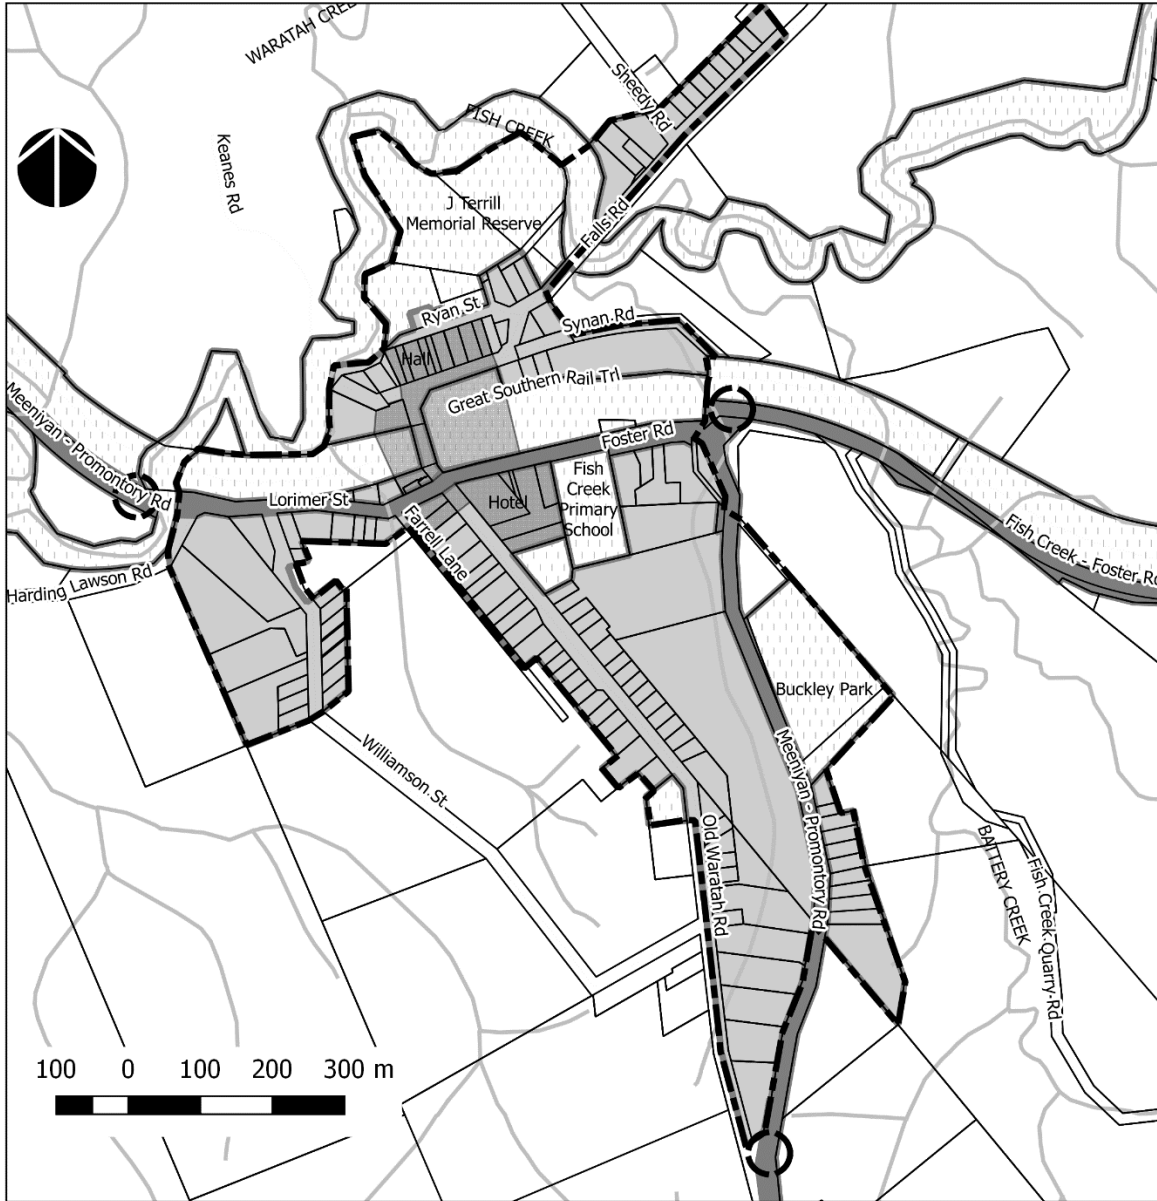 WARATAH CREE
Sheedy Rd
FISH CREEK
Keanes Rd
J Terrill
Memorial Reserve
Falls Rd
Ryan St
Synan Rd
Hall
Great Southern Rail Trl
Meeniyan - Promontory Rd
Foster Rd
Lorimer St
Hotel
Fish
Creek
Primary
School
Farrell Lane
Fish Creek - Foster Rd
Harding Lawson Rd
Buckley Park
Williamson St
Meeniyan - Promontory Rd
Old Waratah Rd
BATTERY CREEK
Fish Creek Quarry Rd
100 0 100 200 300 m